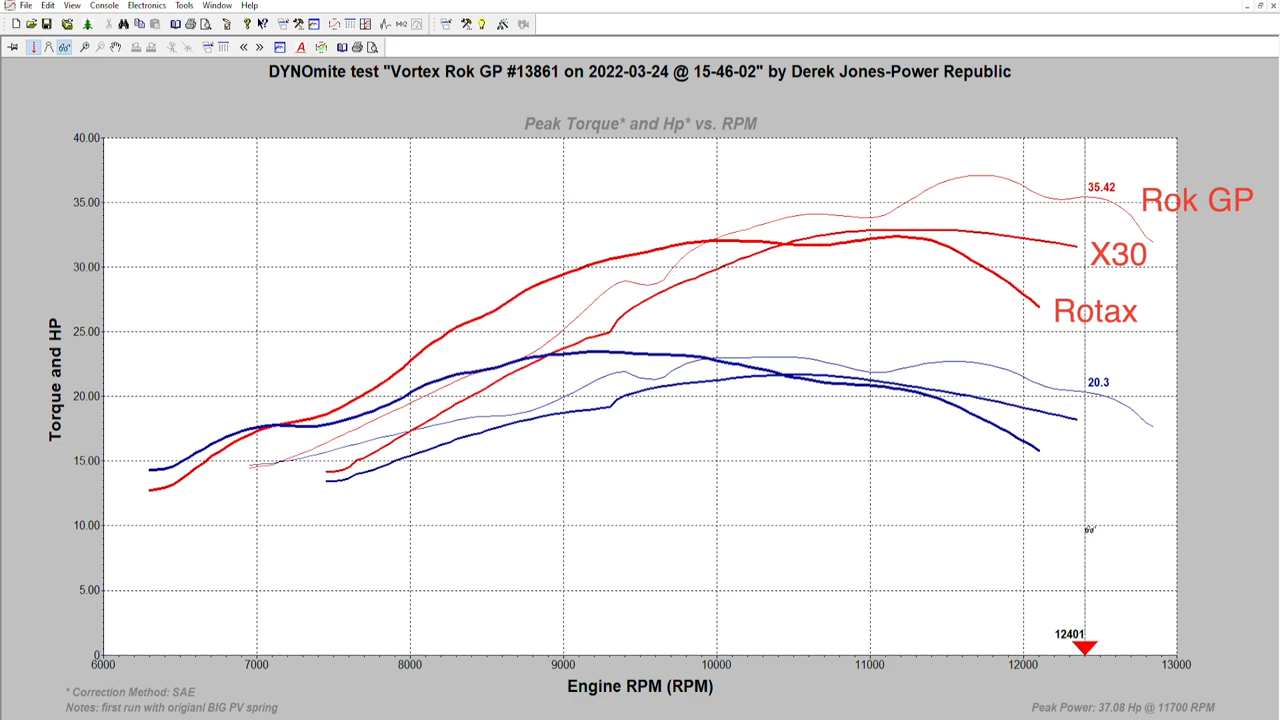 File Edit View Console Electronics Tools Window Help
DYNOmite test "Vortex Rok GP #13861 on 2022-03-24 @ 15-46-02" by Derek Jones-Power Republic
Peak Torque* and Hp* vs. RPM
40.00
35.00
30.00
25.00
20.00
15.00
10.00
5.00
0
Torque and HP
35.42
Rok GP
X30
Rotax
20.3
12401
6000 7000 8000 9000 10000 11000 12000 13000
Engine RPM (RPM)
* Correction Method: SAE
Notes: first run with origianl BIG PV spring
Peak Power: 37.08 Hp @ 11700 RPM